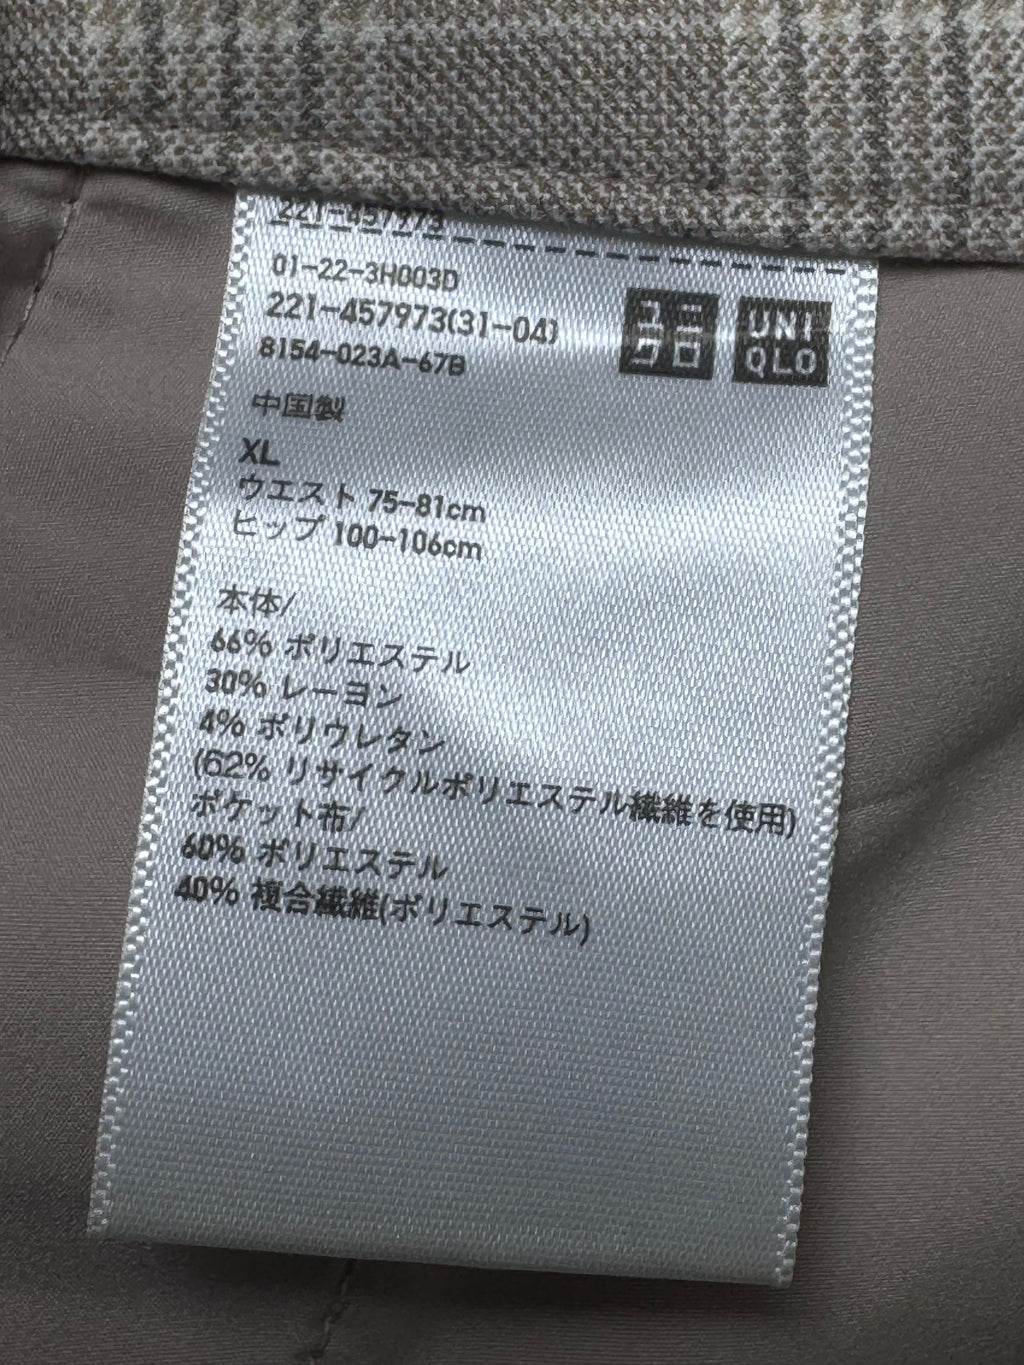 221-457973
01-22-3H003D
221-457973(31-04)
8154-023A-67B
ユニ
クロ
UNI
QLO
中国製
XL
ウエスト 75-81cm
ヒップ 100-106cm
本体/
66% ポリエステル
30% レーヨン
4% ポリウレタン
(62% リサイクルポリエステル繊維を使用)
ポケット布/
60% ポリエステル
40% 複合繊維(ポリエステル)